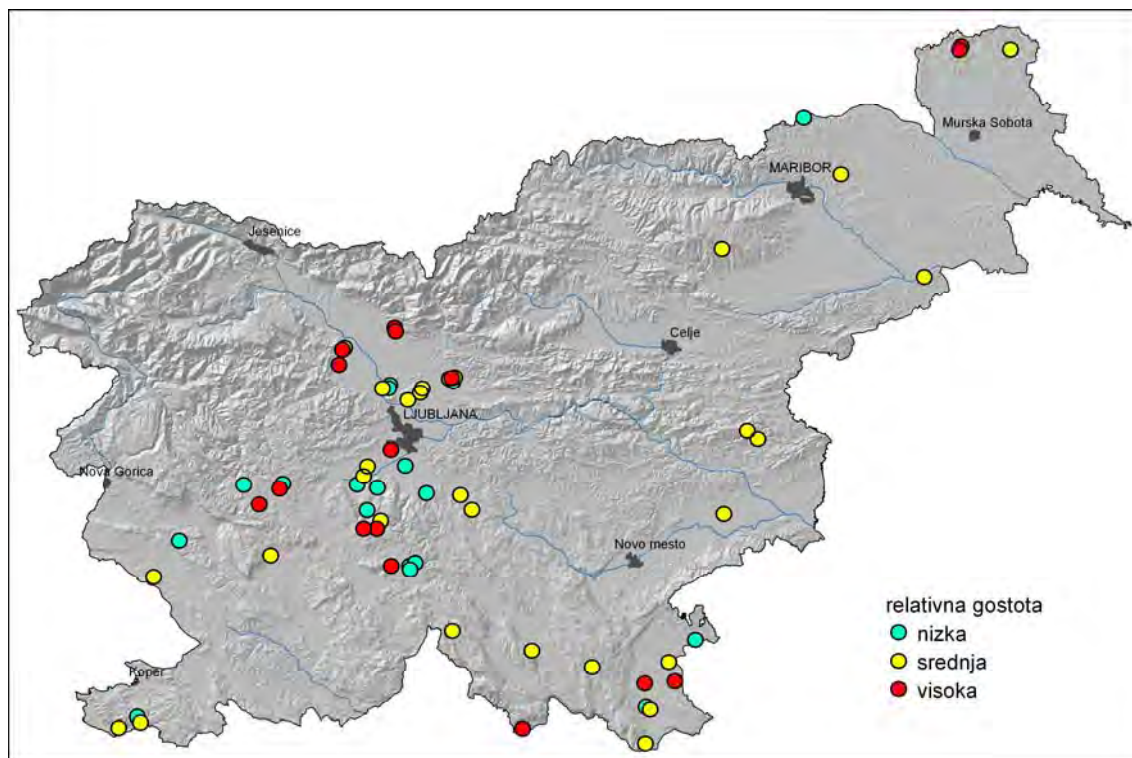 Murska Sobota
MARIBOR
Jesenice
Celje
LJUBLJANA
Nova Gorica
Novo mesto
Koper
relativna gostota
nizka
srednja
visoka